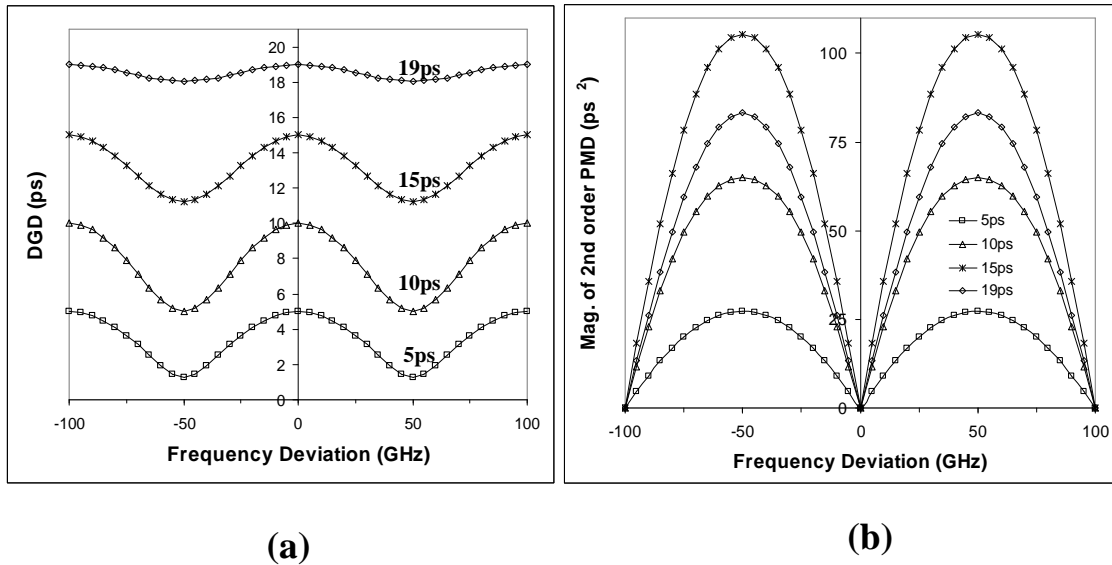 DGD (ps)
20
18
16
14
12
10
8
6
4
2
0
19ps
15ps
10ps
5ps
-100
-50
0
50
100
Frequency Deviation (GHz)
(a)
Mag. of 2nd order PMD (ps ²)
100
75
50
25
0
5ps
10ps
15ps
19ps
-100
-50
0
50
100
Frequency Deviation (GHz)
(b)